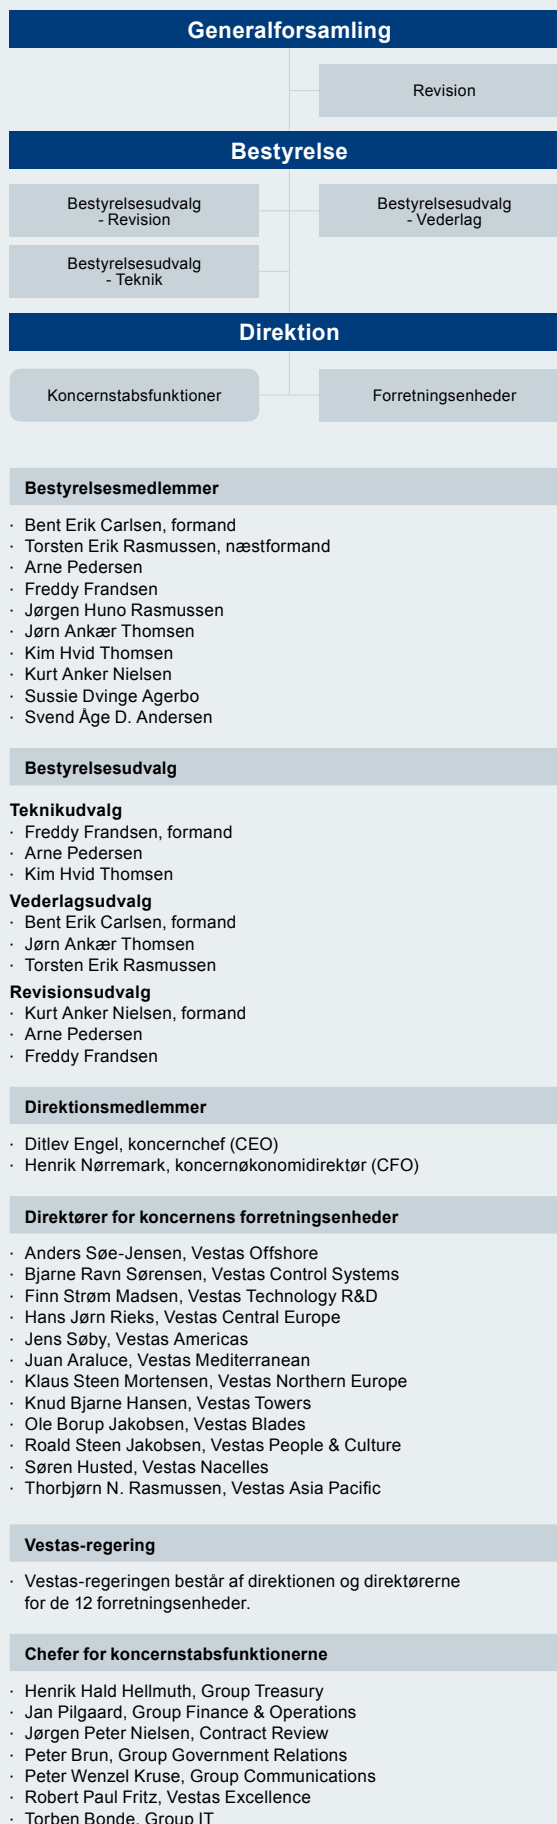 Generalforsamling
Revision
Bestyrelse
Bestyrelsesudvalg
- Revision
Bestyrelsesudvalg
- Vederlag
Bestyrelsesudvalg
- Teknik
Direktion
Koncernstabsfunktioner
Forretningsenheder
Bestyrelsesmedlemmer
· Bent Erik Carlsen, formand
· Torsten Erik Rasmussen, næstformand
· Arne Pedersen
· Freddy Frandsen
· Jørgen Huno Rasmussen
· Jørn Ankær Thomsen
· Kim Hvid Thomsen
· Kurt Anker Nielsen
· Sussie Dvinge Agerbo
· Svend Åge D. Andersen
Bestyrelsesudvalg
Teknikudvalg
· Freddy Frandsen, formand
· Arne Pedersen
· Kim Hvid Thomsen
Vederlagsudvalg
· Bent Erik Carlsen, formand
· Jørn Ankær Thomsen
· Torsten Erik Rasmussen
Revisionsudvalg
· Kurt Anker Nielsen, formand
· Arne Pedersen
· Freddy Frandsen
Direktionsmedlemmer
· Ditlev Engel, koncernchef (CEO)
· Henrik Nørremark, koncernøkonomidirektør (CFO)
Direktører for koncernens forretningsenheder
· Anders Søe-Jensen, Vestas Offshore
· Bjarne Ravn Sørensen, Vestas Control Systems
· Finn Strøm Madsen, Vestas Technology R&D
· Hans Jørn Rieks, Vestas Central Europe
· Jens Søby, Vestas Americas
· Juan Araluce, Vestas Mediterranean
· Klaus Steen Mortensen, Vestas Northern Europe
· Knud Bjarne Hansen, Vestas Towers
· Ole Borup Jakobsen, Vestas Blades
· Roald Steen Jakobsen, Vestas People & Culture
· Søren Husted, Vestas Nacelles
· Thorbjørn N. Rasmussen, Vestas Asia Pacific
Vestas-regering
· Vestas-regeringen består af direktionen og direktørerne
for de 12 forretningsenheder.
Chefer for koncernstabsfunktionerne
· Henrik Hald Hellmuth, Group Treasury
· Jan Pilgaard, Group Finance & Operations
· Jørgen Peter Nielsen, Contract Review
· Peter Brun, Group Government Relations
· Peter Wenzel Kruse, Group Communications
· Robert Paul Fritz, Vestas Excellence
· Torben Bonde, Group IT